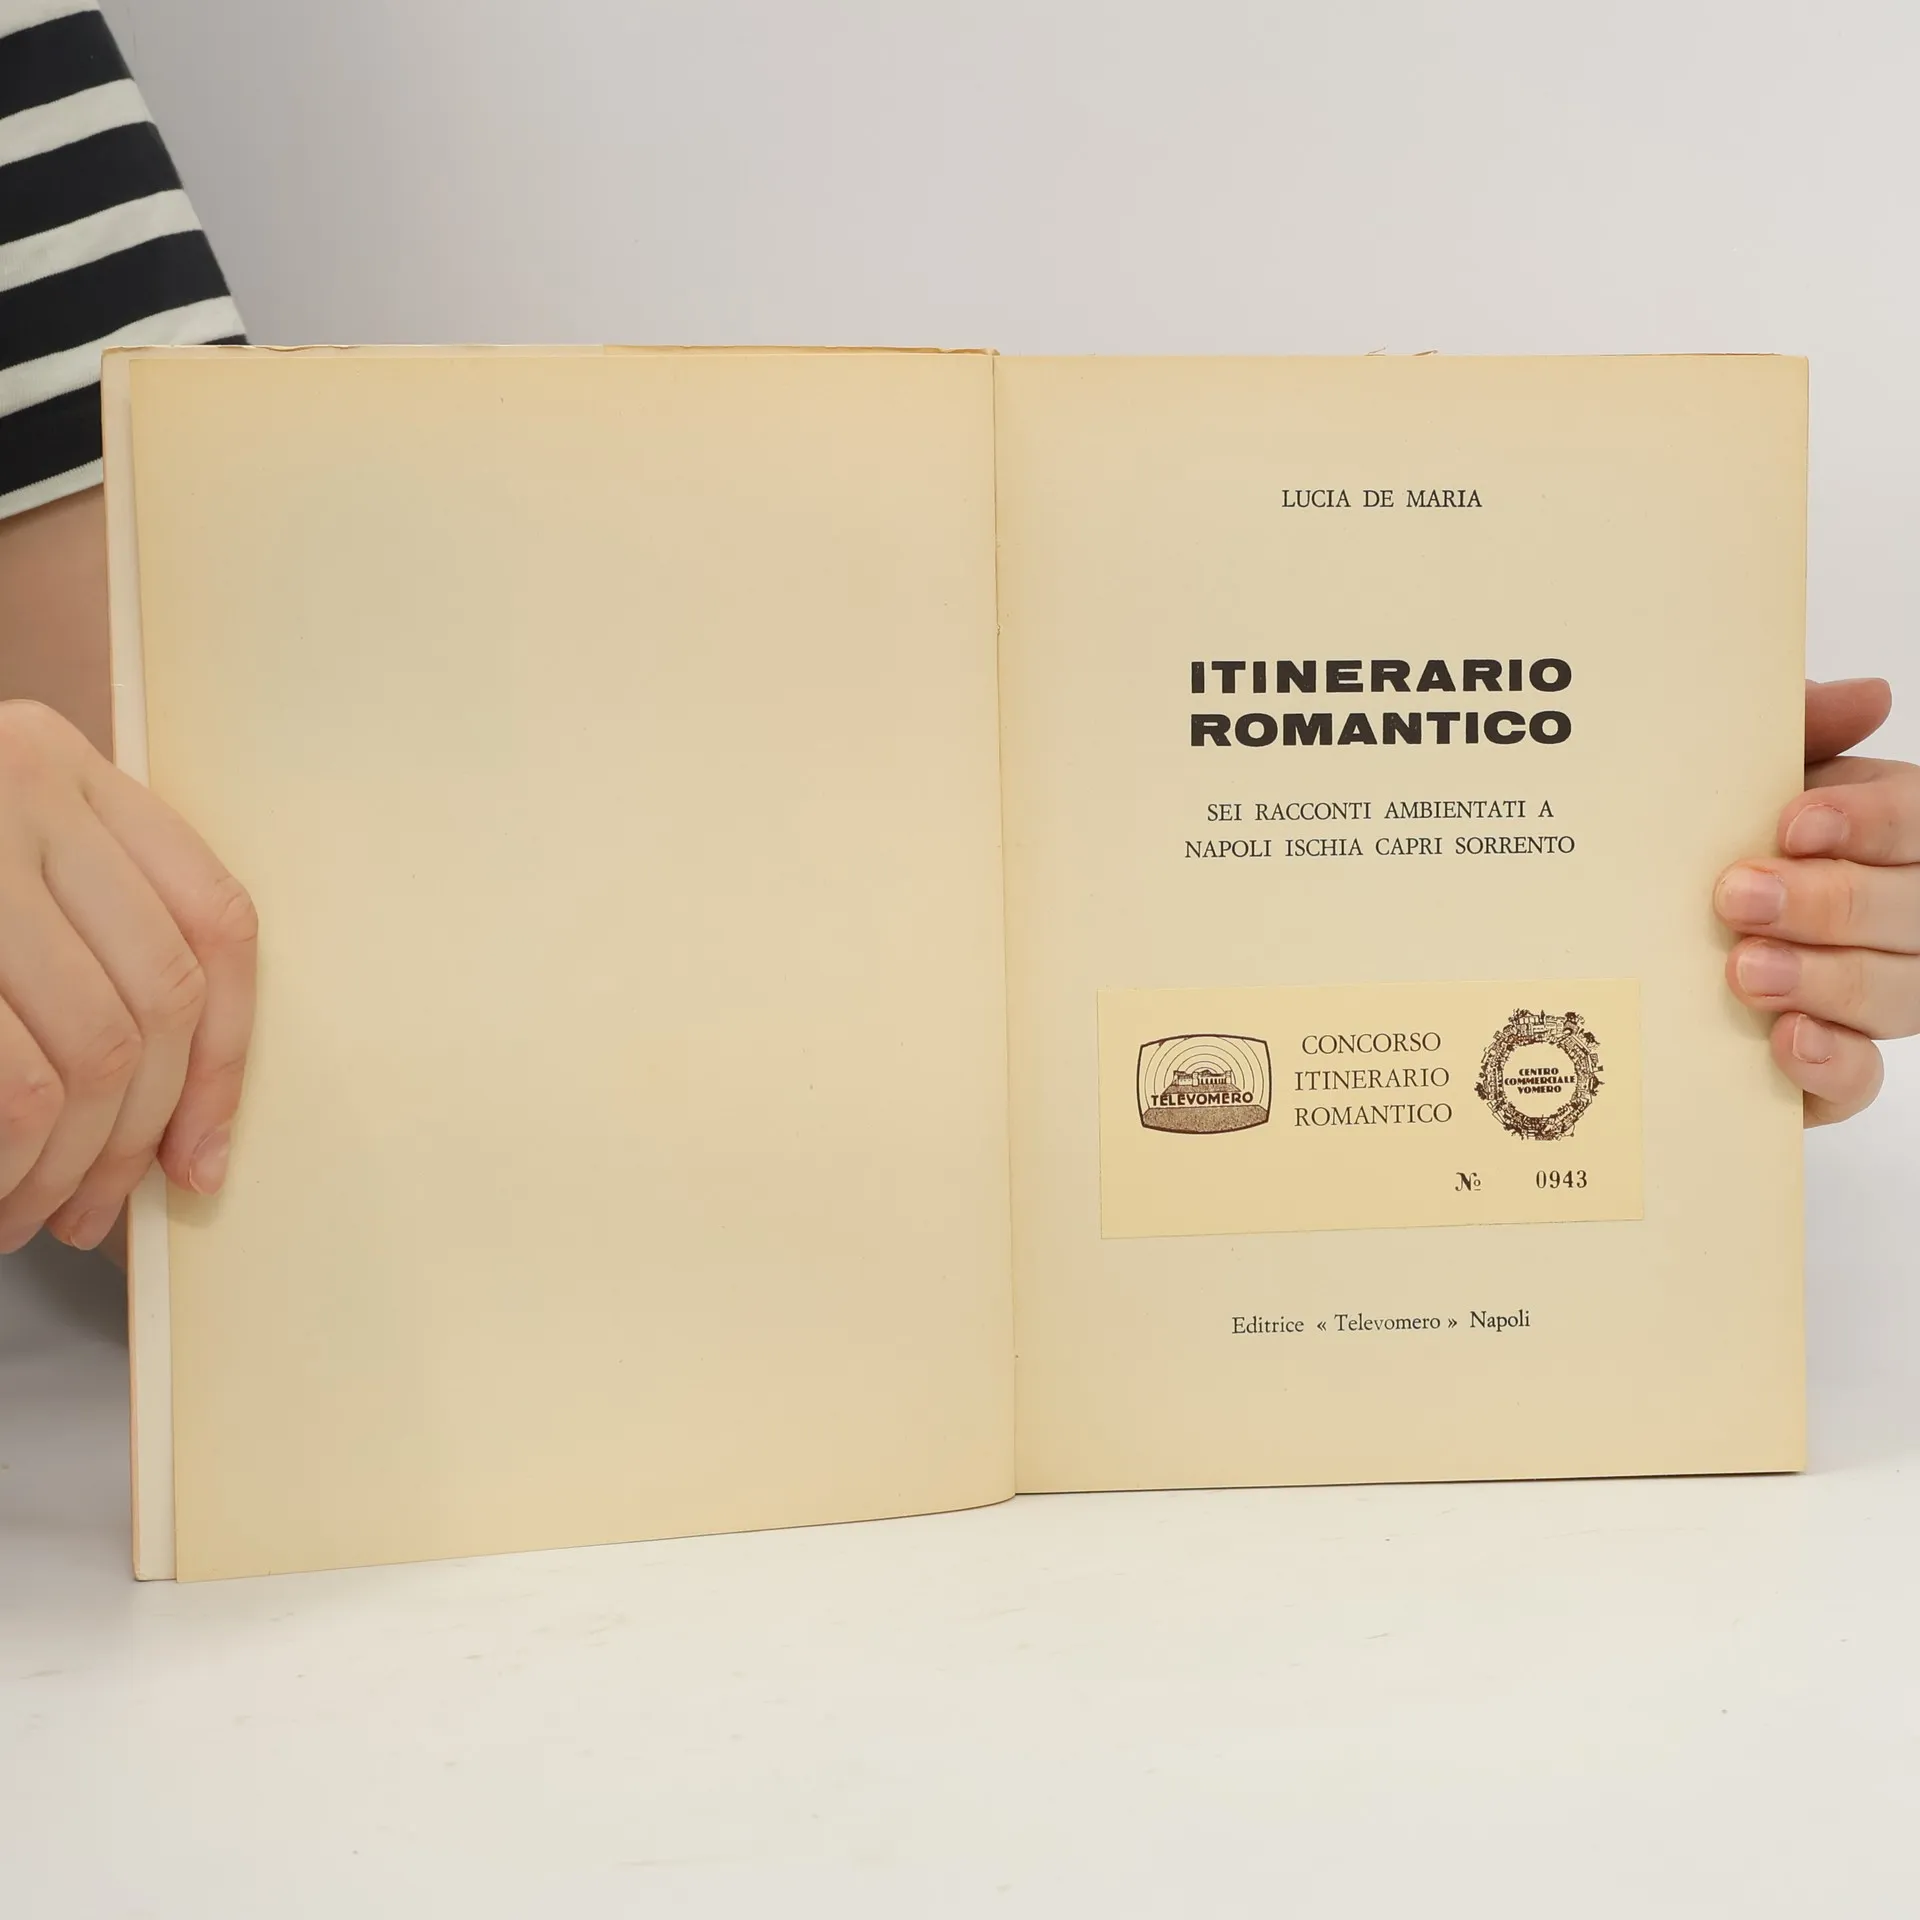 LUCIA DE MARIA
ITINERARIO
ROMANTICO
SEI RACCONTI AMBIENTATI A
NAPOLI ISCHIA CAPRI SORRENTO
TELEVOMERO
CONCORSO
ITINERARIO
ROMANTICO
CENTRO
COMMERCIALE
VOMERO
№ 0943
Editrice « Televomero » Napoli